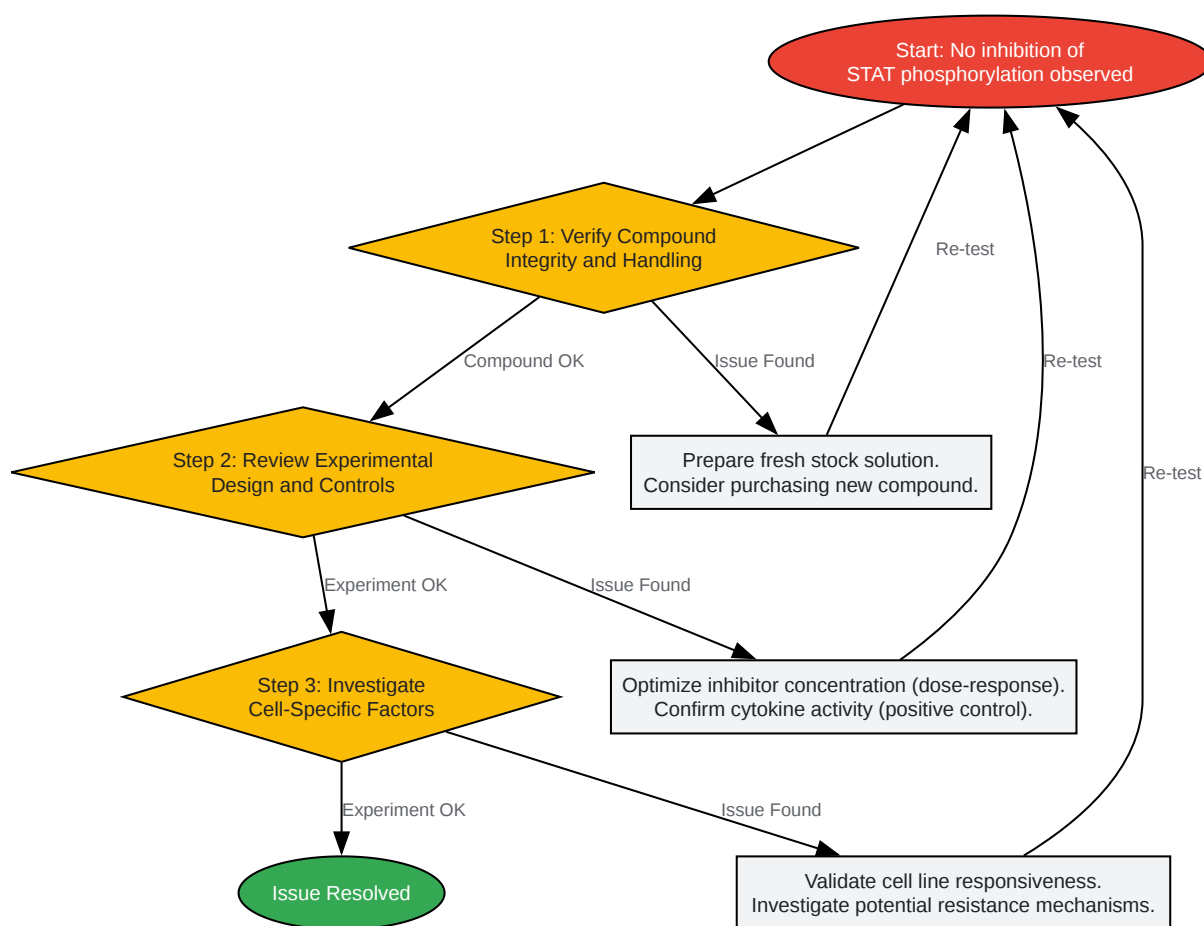 Start: No inhibition of
STAT phosphorylation observed
Step 1: Verify Compound
Integrity and Handling
Re-test
Compound OK
Issue Found
Re-test
Step 2: Review Experimental
Design and Controls
Prepare fresh stock solution.
Consider purchasing new compound.
Re-test
Experiment OK
Issue Found
Step 3: Investigate
Cell-Specific Factors
Optimize inhibitor concentration (dose-response).
Confirm cytokine activity (positive control).
Experiment OK
Issue Found
Issue Resolved
Validate cell line responsiveness.
Investigate potential resistance mechanisms.